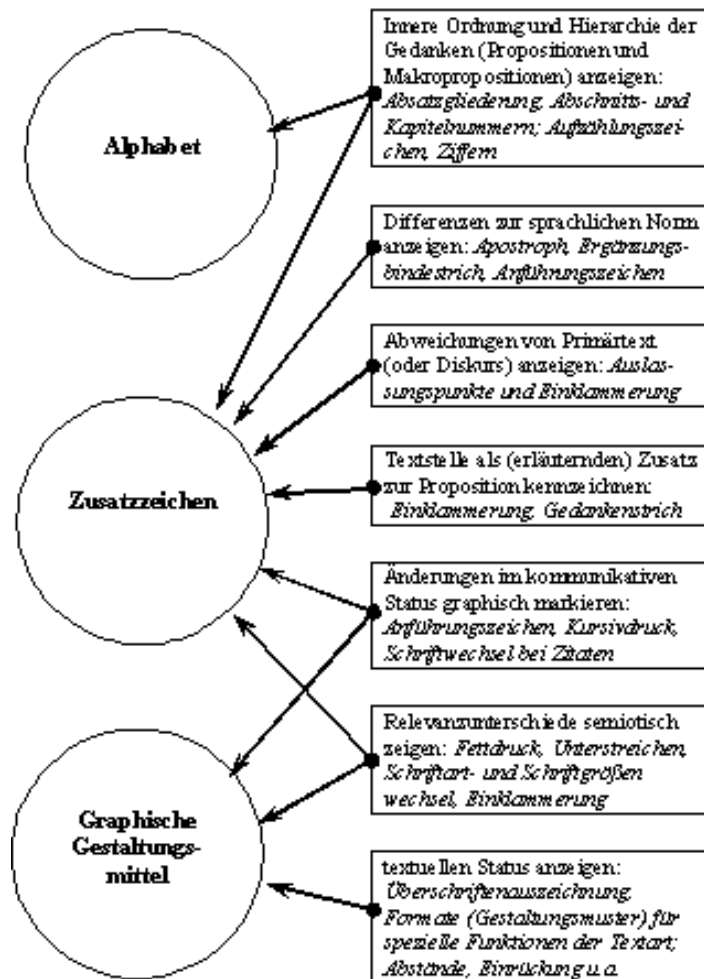 Alphabet
Zusatzzeichen
Graphische
Gestaltungs-
mittel
Innere Ordnung und Hierarchie der
Gedanken (Propositionen und
Makropropositionen) anzeigen:
Absatzgliederung, Abschnitts- und
Kapitelnummern; Aufzählungszei-
chen, Ziffern
Differenzen zur sprachlichen Norm
anzeigen: Apostroph, Ergänzungs-
bindestrich, Anführungszeichen
Abweichungen von Primärtext
(oder Diskurs) anzeigen: Auslas-
sungspunkte und Einklammerung
Textstelle als (erläuternden) Zusatz
zur Proposition kennzeichnen:
Einklammerung, Gedankenstrich
Änderungen im kommunikativen
Status graphisch markieren:
Anführungszeichen, Kursivdruck,
Schriftwechsel bei Zitaten
Relevanzunterschiede semiotisch
zeigen: Fettdruck, Unterstreichen,
Schriftart- und Schriftgrößen
wechsel, Einklammerung
textuellen Status anzeigen:
Überschriftenauszeichnung,
Formate (Gestaltungsmuster) für
spezielle Funktionen der Textart;
Abstände, Einrückung u.a.